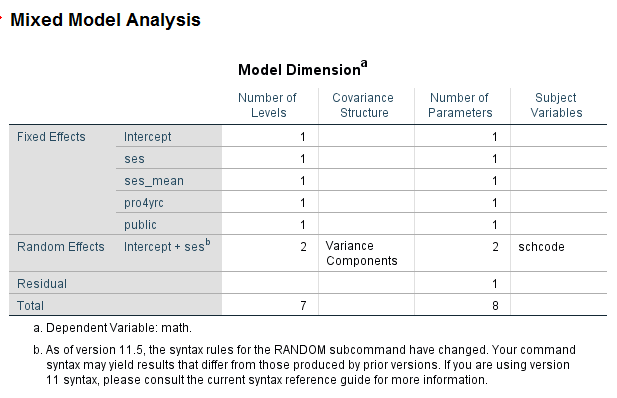 Mixed Model Analysis
Model Dimensionᵃ
Number of Levels Covariance Structure Number of Parameters Subject Variables
Fixed Effects Intercept 1 1
ses 1 1
ses_mean 1 1
pro4yrc 1 1
public 1 1
Random Effects Intercept + sesᵇ 2 Variance Components 2 schcode
Residual 1
Total 7 8
a. Dependent Variable: math.
b. As of version 11.5, the syntax rules for the RANDOM subcommand have changed. Your command
syntax may yield results that differ from those produced by prior versions. If you are using version
11 syntax, please consult the current syntax reference guide for more information.